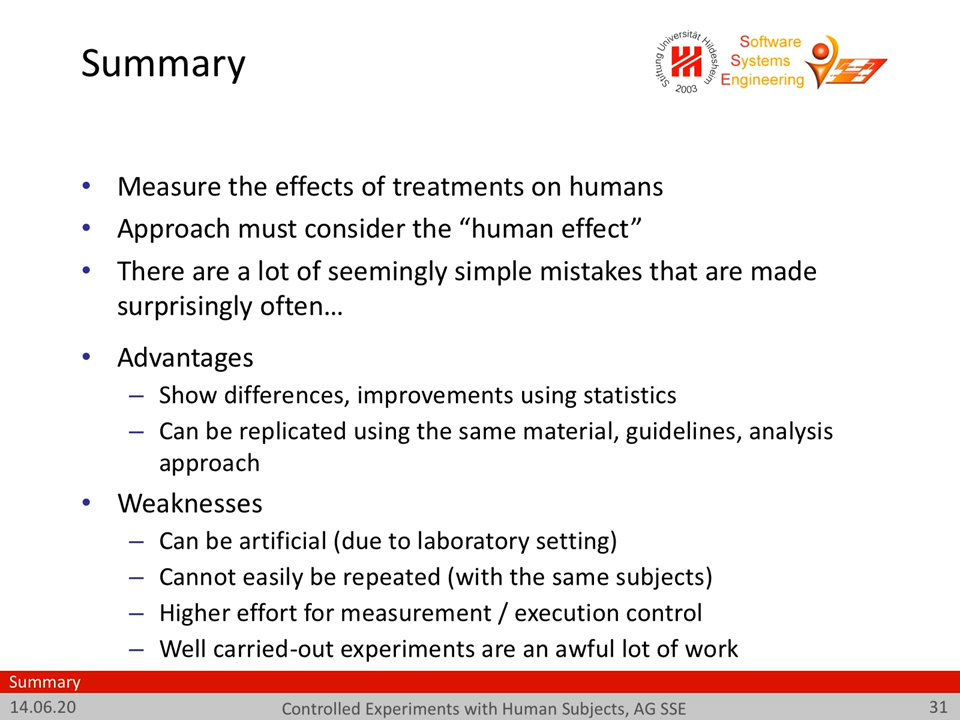 Summary
Stiftung Universität Hildesheim
2003
Software
Systems
Engineering
• Measure the effects of treatments on humans
• Approach must consider the “human effect”
• There are a lot of seemingly simple mistakes that are made
surprisingly often…
• Advantages
– Show differences, improvements using statistics
– Can be replicated using the same material, guidelines, analysis
approach
• Weaknesses
– Can be artificial (due to laboratory setting)
– Cannot easily be repeated (with the same subjects)
– Higher effort for measurement / execution control
– Well carried-out experiments are an awful lot of work
Summary
14.06.20 Controlled Experiments with Human Subjects, AG SSE 31